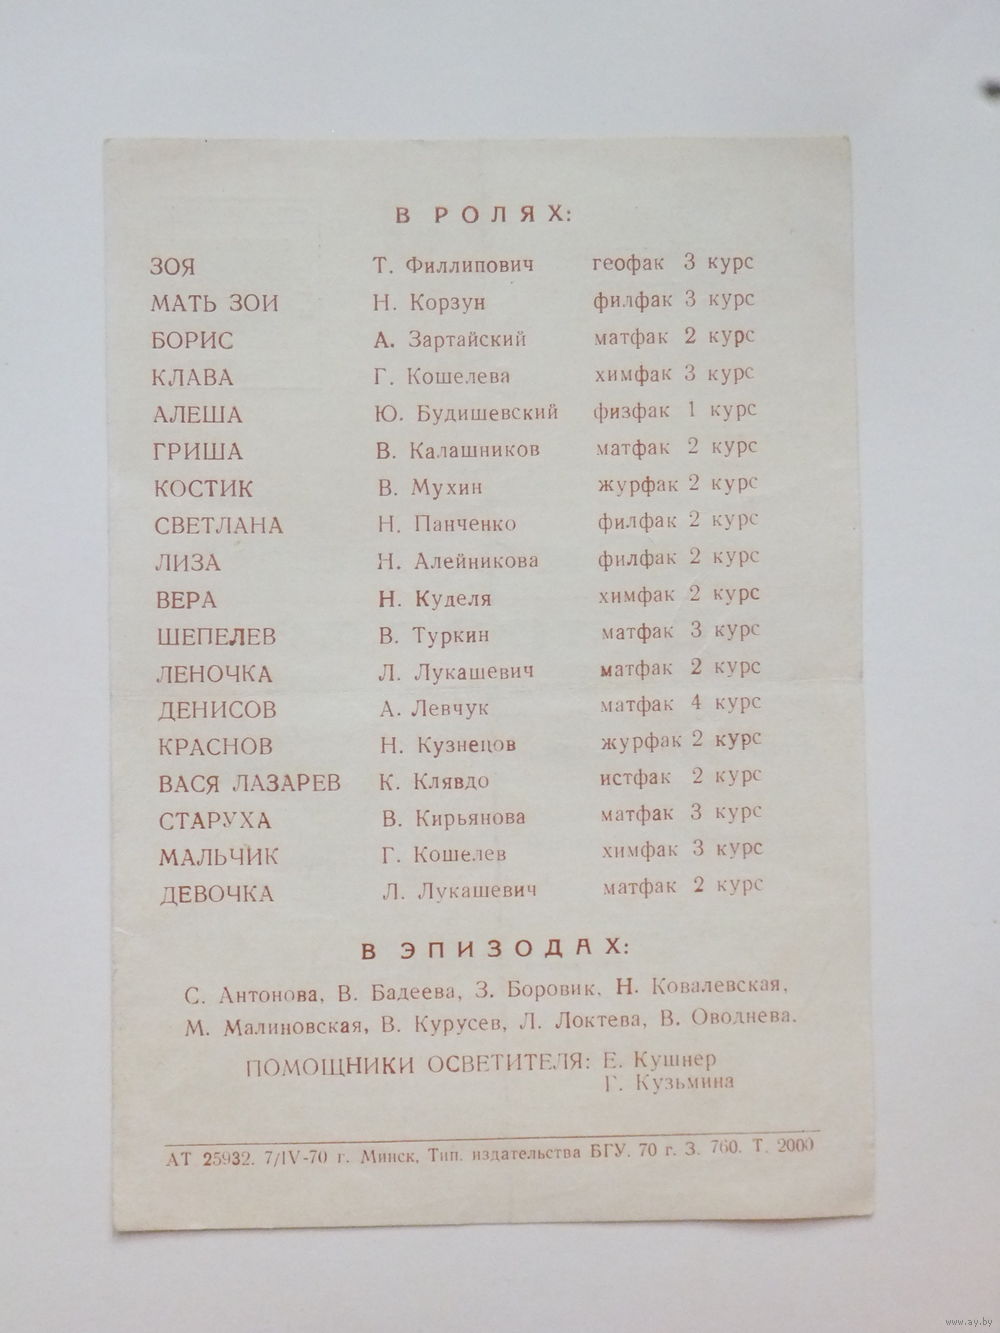 В РОЛЯХ:
ЗОЯ Т. Филлипович геофак 3 курс
МАТЬ ЗОИ Н. Корзун филфак 3 курс
БОРИС А. Зартайский матфак 2 курс
КЛАВА Г. Кошелева химфак 3 курс
АЛЕША Ю. Будишевский физфак 1 курс
ГРИША В. Калашников матфак 2 курс
КОСТИК В. Мухин журфак 2 курс
СВЕТЛАНА Н. Панченко филфак 2 курс
ЛИЗА Н. Алейникова филфак 2 курс
ВЕРА Н. Куделя химфак 2 курс
ШЕПЕЛЕВ В. Туркин матфак 3 курс
ЛЕНОЧКА Л. Лукашевич матфак 2 курс
ДЕНИСОВ А. Левчук матфак 4 курс
КРАСНОВ Н. Кузнецов журфак 2 курс
ВАСЯ ЛАЗАРЕВ К. Клявдо истфак 2 курс
СТАРУХА В. Кирьянова матфак 3 курс
МАЛЬЧИК Г. Кошелев химфак 3 курс
ДЕВОЧКА Л. Лукашевич матфак 2 курс
В ЭПИЗОДАХ:
С. Антонова, В. Бадеева, З. Боровик, Н. Ковалевская,
М. Малиновская, В. Курусев, Л. Локтева, В. Оводнева.
ПОМОЩНИКИ ОСВЕТИТЕЛЯ: Е. Кушнер
Г. Кузьмина
АТ 25932. 7/IV-70 г. Минск, Тип. издательства БГУ. 70 г. З. 760. Т. 2000
www.ay.by